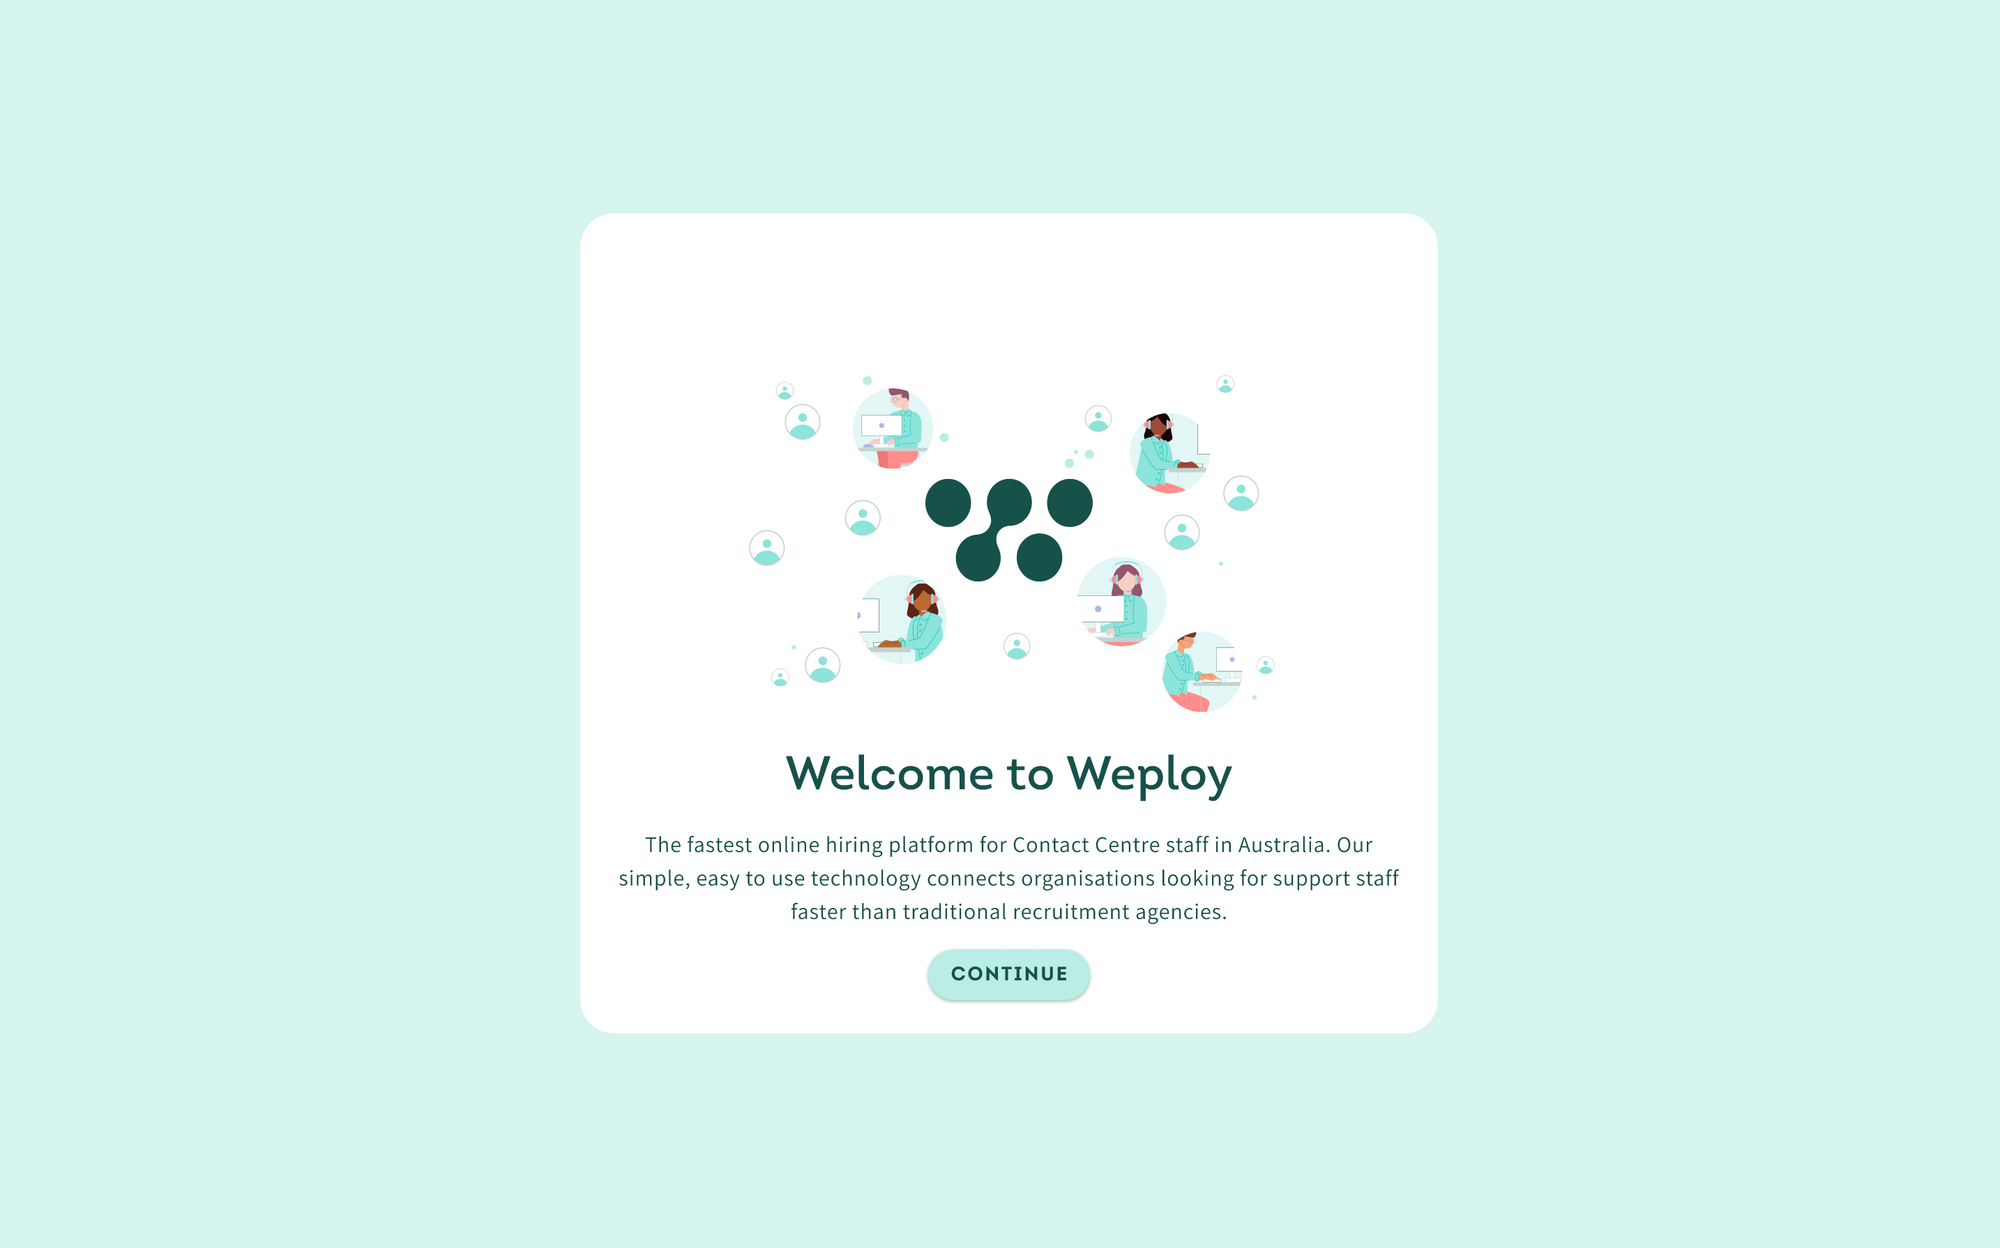 Welcome to Weploy
The fastest online hiring platform for Contact Centre staff in Australia. Our
simple, easy to use technology connects organisations looking for support staff
faster than traditional recruitment agencies.
CONTINUE